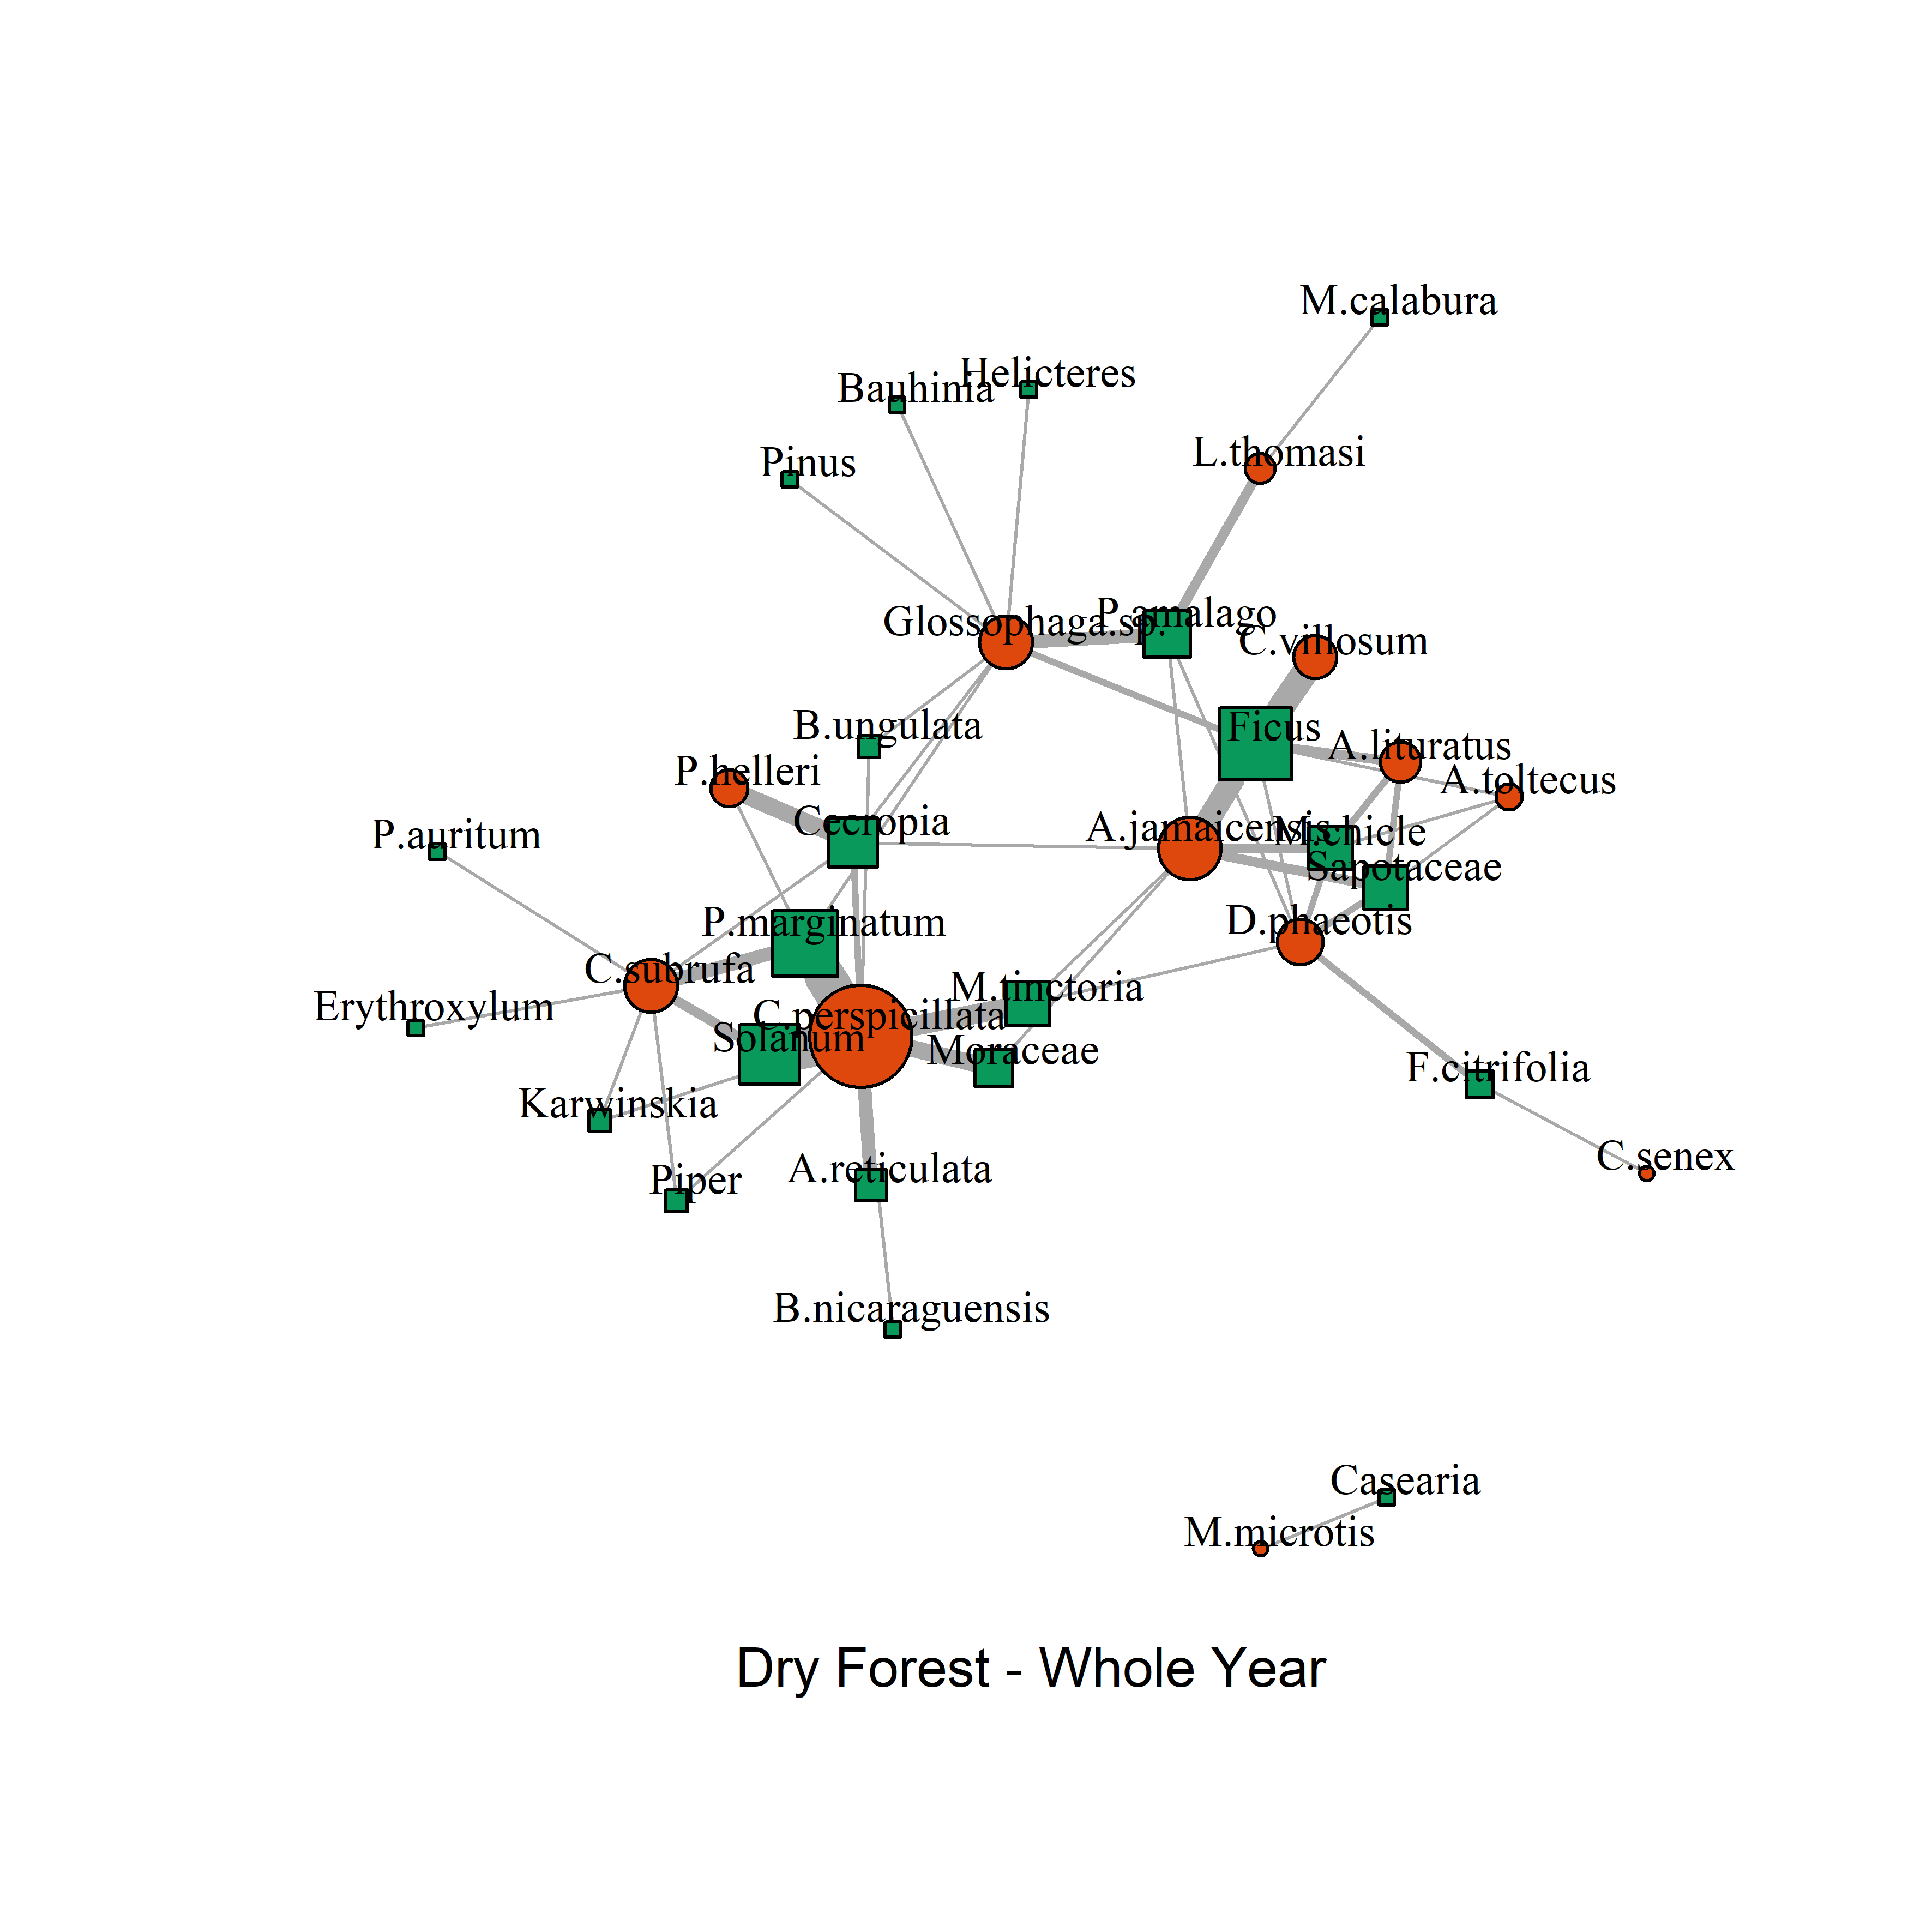 M.calabura
Helicteres
Bauhinia
L.thomasi
Pinus
P.amalago
Glossophaga.sp.
C.villosum
B.ungulata
Ficus
A.lituratus
P.helleri
A.toltecus
Cecropia
A.jamaicensis
M.chicle
P.auritum
Sapotaceae
P.marginatum
D.phaeotis
C.subrufa
M.tinctoria
Erythroxylum
C.perspicillata
Solanum
Moraceae
F.citrifolia
Karwinskia
C.senex
A.reticulata
Piper
B.nicaraguensis
Casearia
M.microtis
Dry Forest - Whole Year